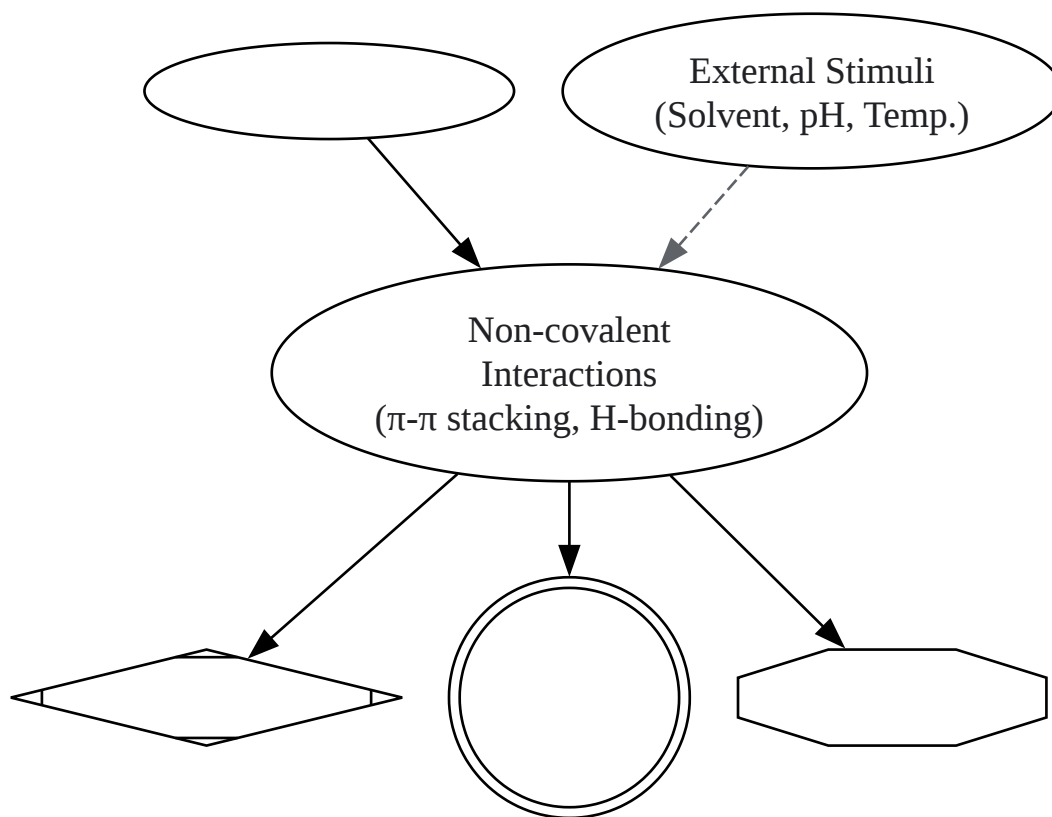 External Stimuli
(Solvent, pH, Temp.)
Non-covalent
Interactions
(π-π stacking, H-bonding)